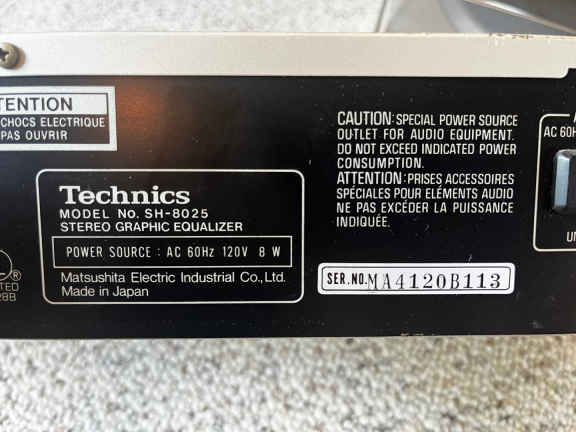 TENTION
CHOCS ELECTRIQUE
PAS OUVRIR
Technics
MODEL No. SH-8025
STEREO GRAPHIC EQUALIZER
POWER SOURCE : AC 60Hz 120V 8 W
Matsushita Electric Industrial Co., Ltd.
Made in Japan
®
TED
28B
CAUTION: SPECIAL POWER SOURCE
OUTLET FOR AUDIO EQUIPMENT.
DO NOT EXCEED INDICATED POWER
CONSUMPTION.
ATTENTION: PRISES ACCESSOIRES
SPÉCIALES POUR ELÉMENTS AUDIO
NE PAS EXCÉDER LA PUISSANCE
INDIQUÉE.
SER.NO. MA4120B113
AC 60H
UN